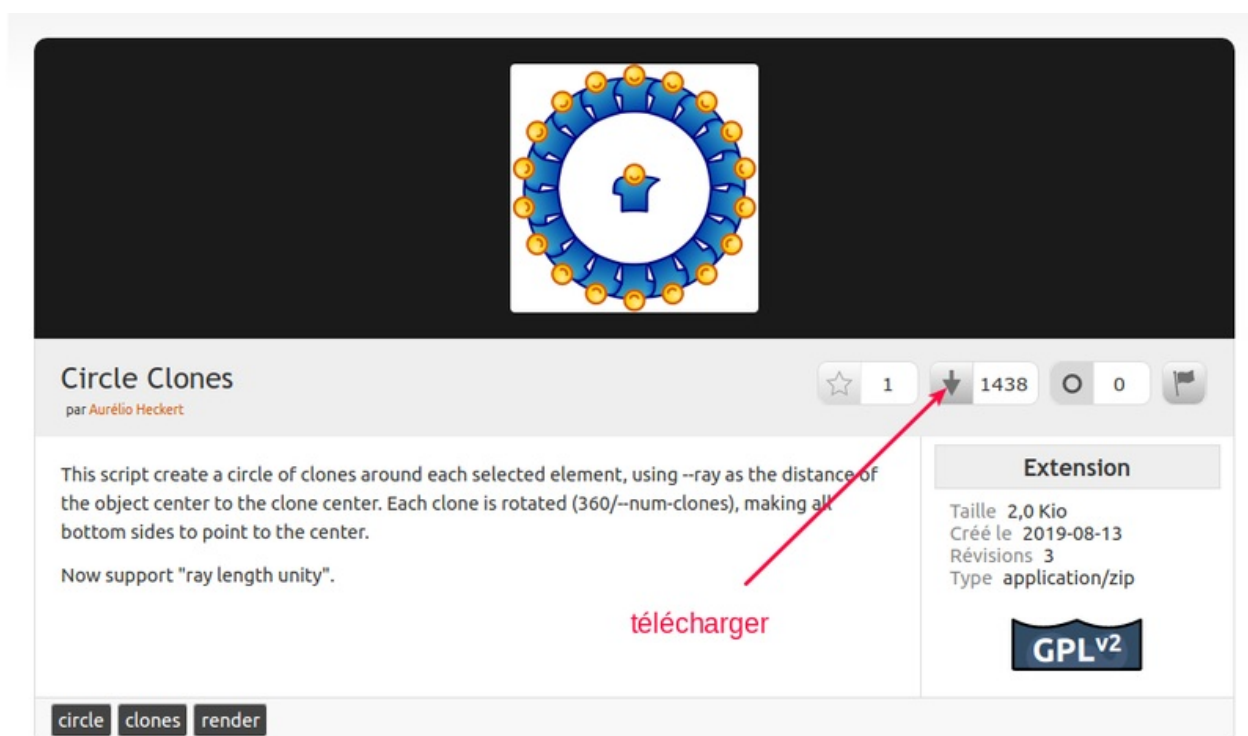 Circle Clones
par Aurélio Heckert
1
1438
0
This script create a circle of clones around each selected element, using --ray as the distance of
the object center to the clone center. Each clone is rotated (360/--num-clones), making all
bottom sides to point to the center.
Now support "ray length unity".
télécharger
Extension
Taille 2,0 Kio
Créé le 2019-08-13
Révisions 3
Type application/zip
GPLv2
circle clones render